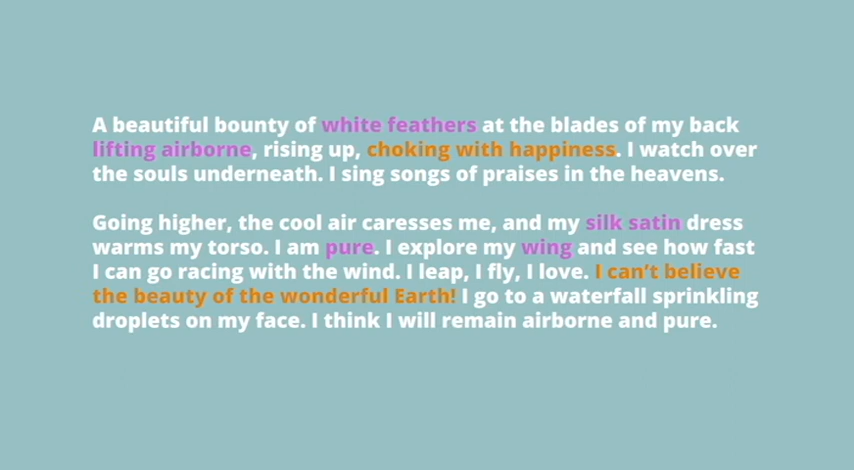 A beautiful bounty of white feathers at the blades of my back
lifting airborne, rising up, choking with happiness. I watch over
the souls underneath. I sing songs of praises in the heavens.
Going higher, the cool air caresses me, and my silk satin dress
warms my torso. I am pure. I explore my wing and see how fast
I can go racing with the wind. I leap, I fly, I love. I can’t believe
the beauty of the wonderful Earth! I go to a waterfall sprinkling
droplets on my face. I think I will remain airborne and pure.